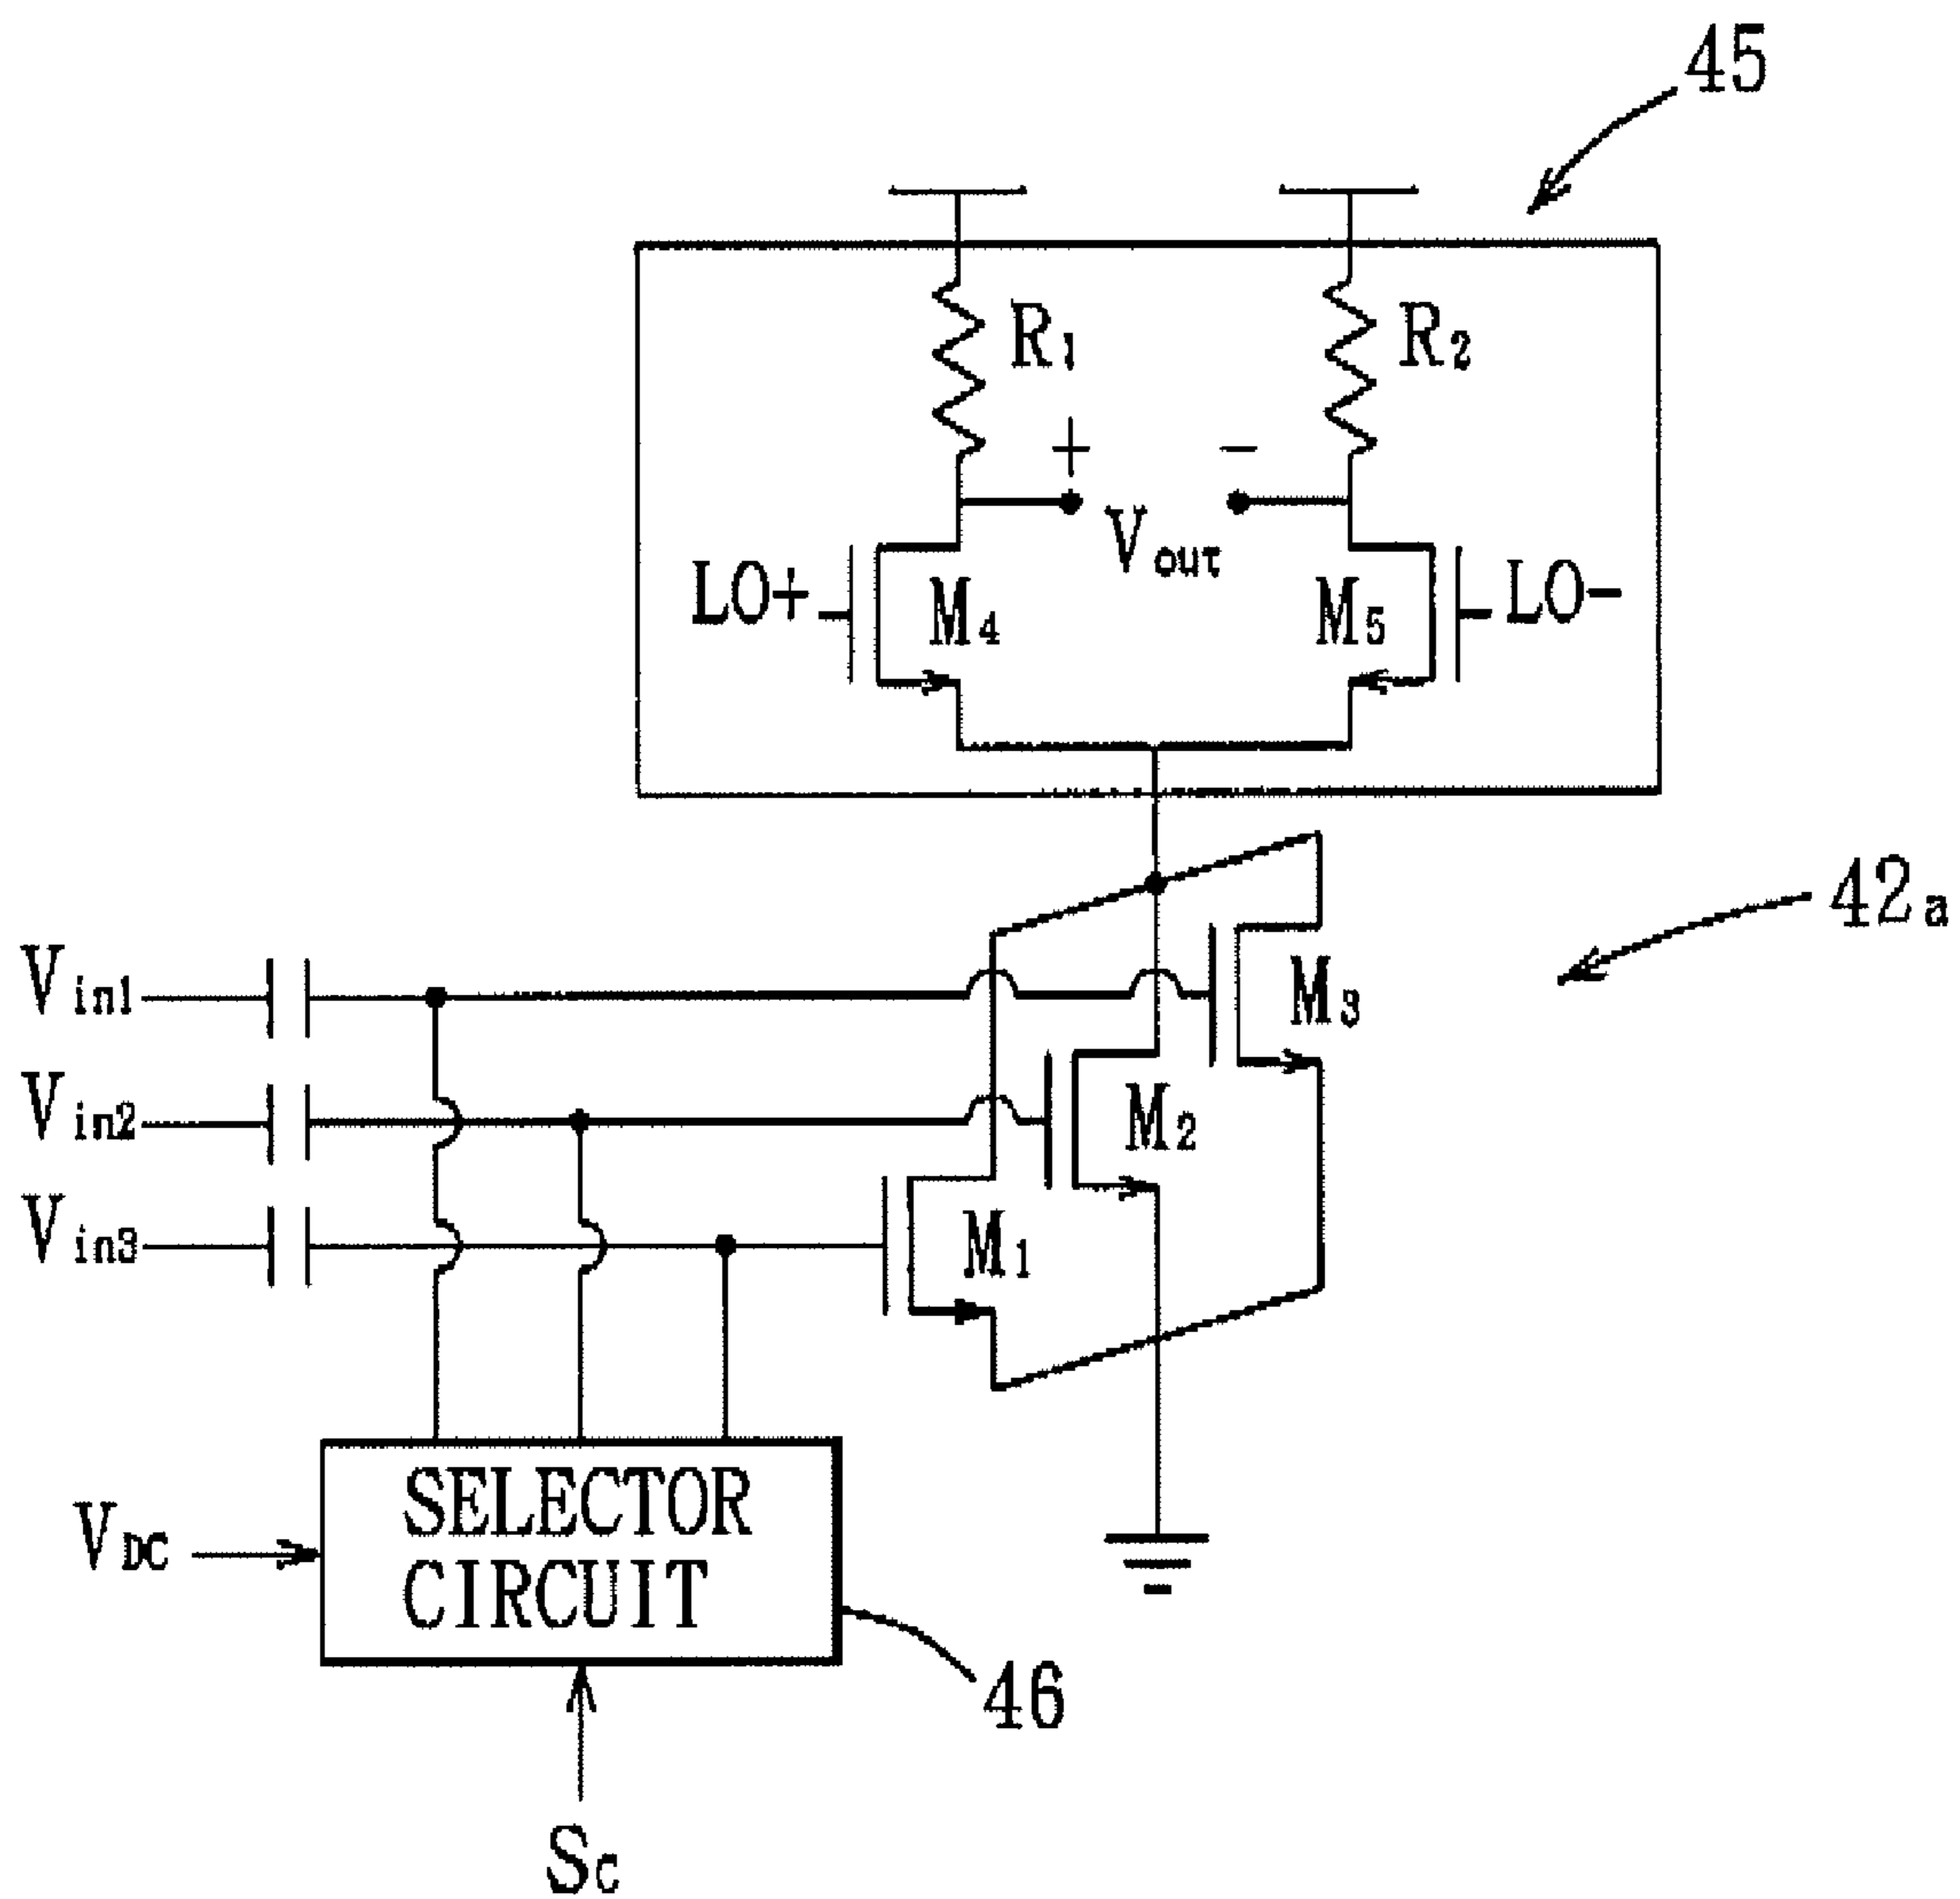 45
R1
R2
+ -
Vout
LO+
M4
M5
LO-
42a
Vin1
M3
Vin2
M2
Vin3
M1
SELECTOR
CIRCUIT
VDC
46
SC